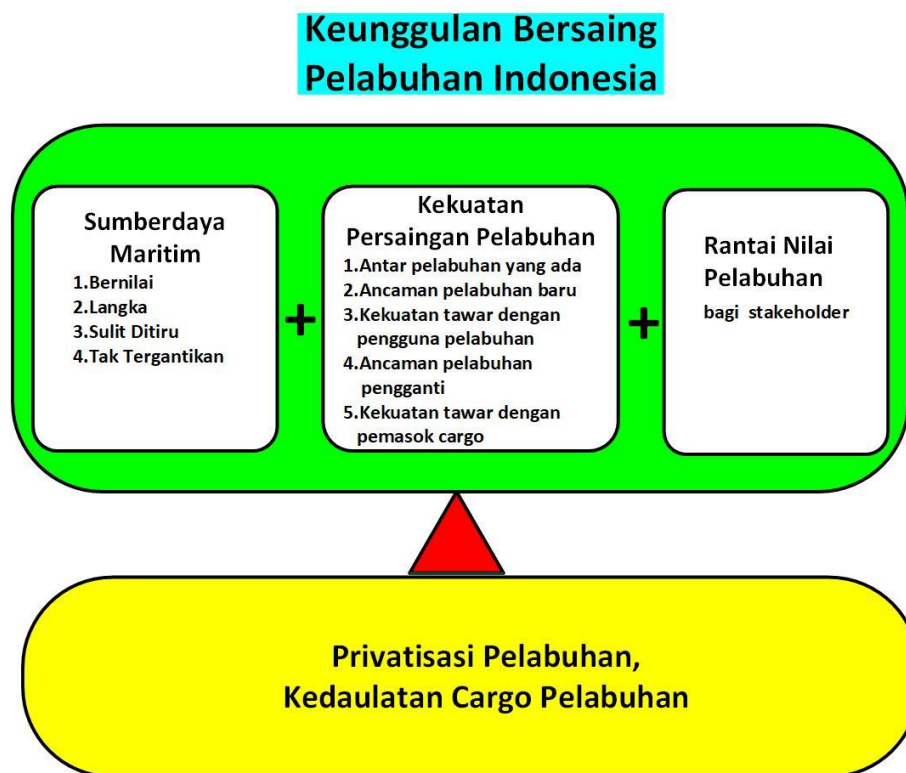 Keunggulan Bersaing
Pelabuhan Indonesia
Sumberdaya
Maritim
1.Bernilai
2.Langka
3.Sulit Ditiru
4.Tak Tergantikan
+
Kekuatan
Persaingan Pelabuhan
1.Antar pelabuhan yang ada
2.Ancaman pelabuhan baru
3.Kekuatan tawar dengan
pengguna pelabuhan
4.Ancaman pelabuhan
pengganti
5.Kekuatan tawar dengan
pemasok cargo
+
Rantai Nilai
Pelabuhan
bagi stakeholder
Privatisasi Pelabuhan,
Kedaulatan Cargo Pelabuhan